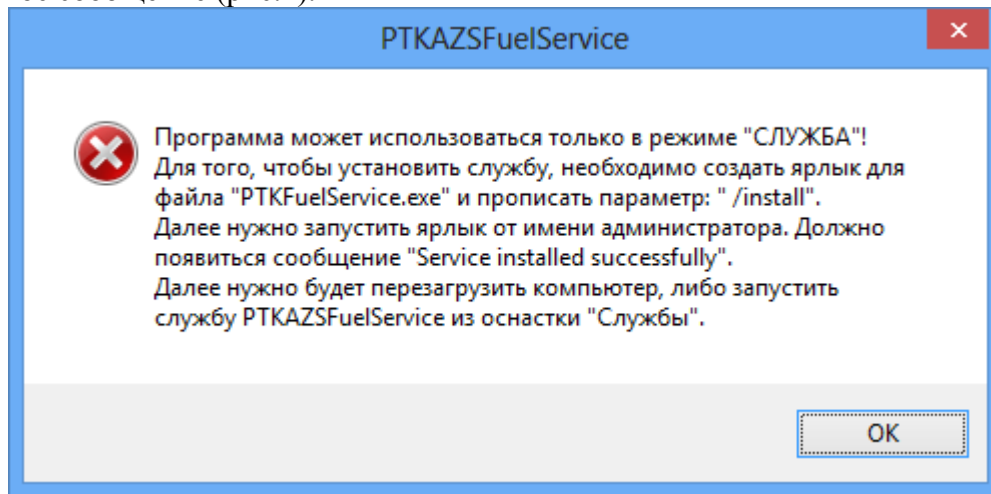 PTKAZSFuelService
Программа может использоваться только в режиме "СЛУЖБА"!
Для того, чтобы установить службу, необходимо создать ярлык для
файла "PTKFuelService.exe" и прописать параметр: " /install".
Далее нужно запустить ярлык от имени администратора. Должно
появиться сообщение "Service installed successfully".
Далее нужно будет перезагрузить компьютер, либо запустить
службу PTKAZSFuelService из оснастки "Службы".
OK